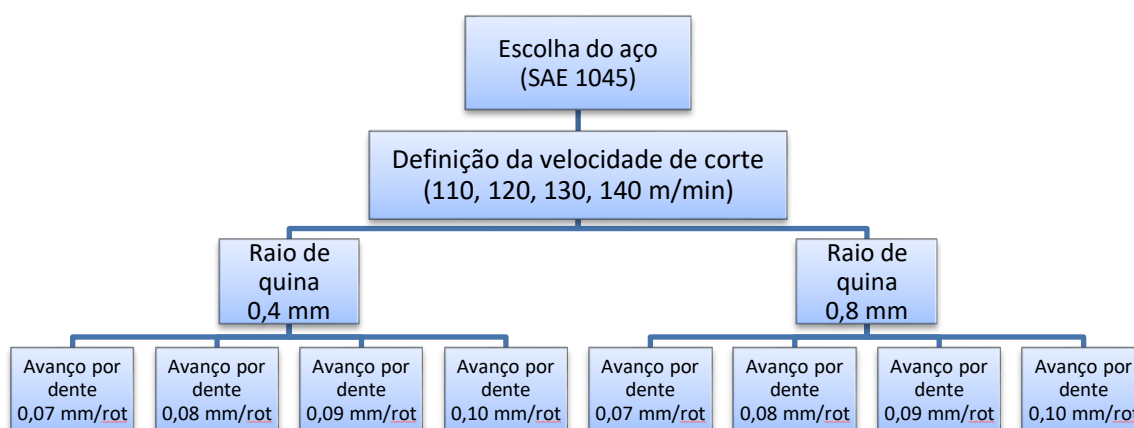 Escolha do aço
(SAE 1045)
Definição da velocidade de corte
(110, 120, 130, 140 m/min)
Raio de
quina
0,4 mm
Raio de
quina
0,8 mm
Avanço por
dente
0,07 mm/rot
Avanço por
dente
0,08 mm/rot
Avanço por
dente
0,09 mm/rot
Avanço por
dente
0,10 mm/rot
Avanço por
dente
0,07 mm/rot
Avanço por
dente
0,08 mm/rot
Avanço por
dente
0,09 mm/rot
Avanço por
dente
0,10 mm/rot